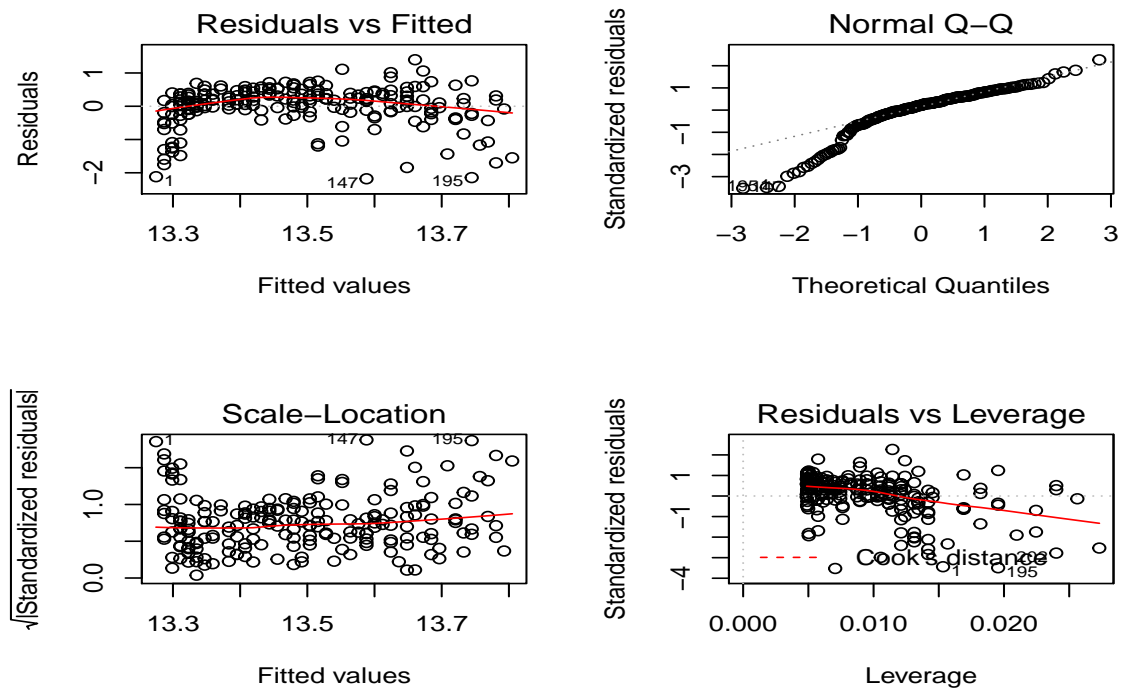 Residuals vs Fitted
Residuals
1
0
−2
1
147
195
13.3 13.5 13.7
Fitted values
Normal Q−Q
Standardized residuals
1
−1
−3
−3 −2 −1 0 1 2 3
Theoretical Quantiles
Scale−Location
√|Standardized residuals|
1.0
0.0
1
147
195
13.3 13.5 13.7
Fitted values
Residuals vs Leverage
Standardized residuals
1
−1
−4
Cook's distance
202
1
195
0.000 0.010 0.020
Leverage